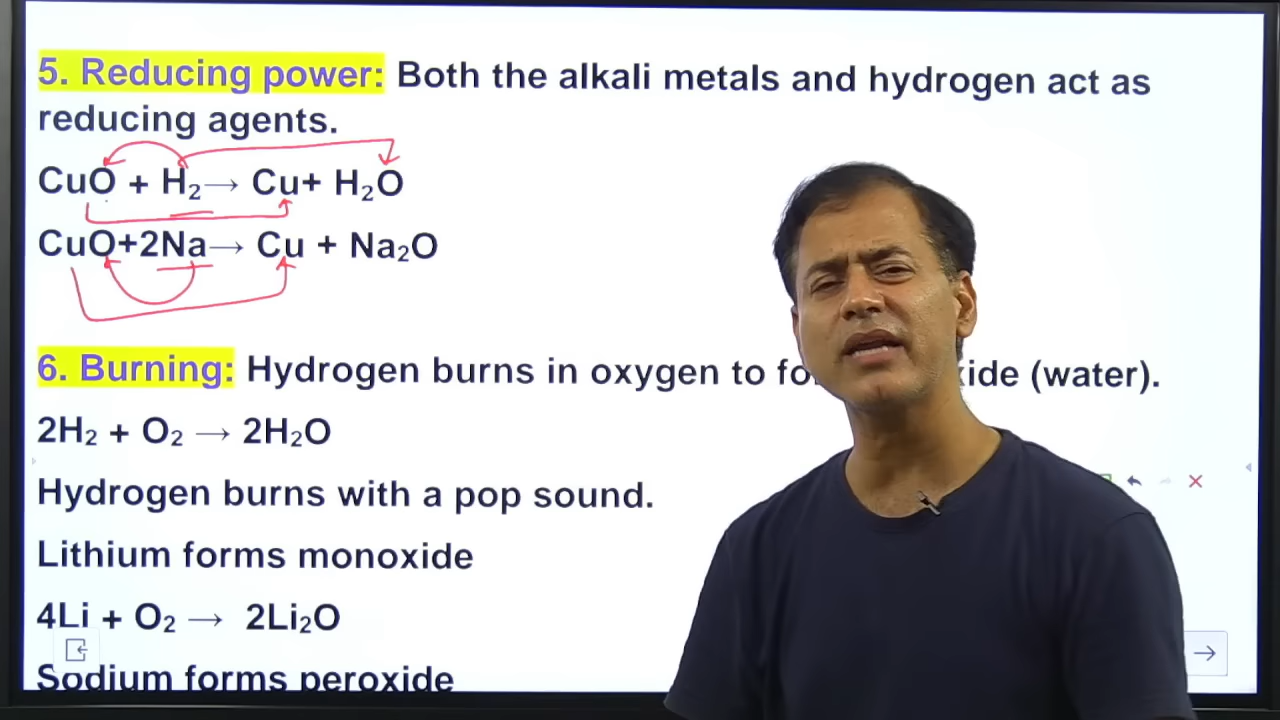 5. Reducing power: Both the alkali metals and hydrogen act as
reducing agents.
CuO + H₂→ Cu+ H₂O
CuO+2Na→ Cu + Na₂O
6. Burning: Hydrogen burns in oxygen to (water).
2H₂ + O₂ → 2H₂O
Hydrogen burns with a pop sound.
Lithium forms monoxide
4Li + O₂ → 2Li₂O
Sodium forms peroxide